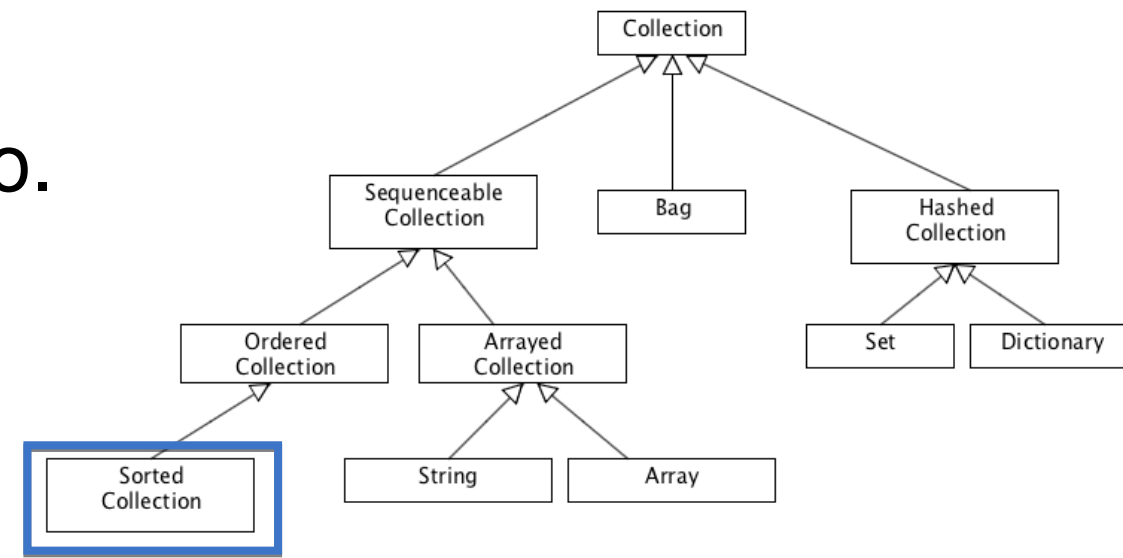 Collection
o.
Sequenceable
Collection
Bag
Hashed
Collection
Ordered
Collection
Arrayed
Collection
Set
Dictionary
Sorted
Collection
String
Array